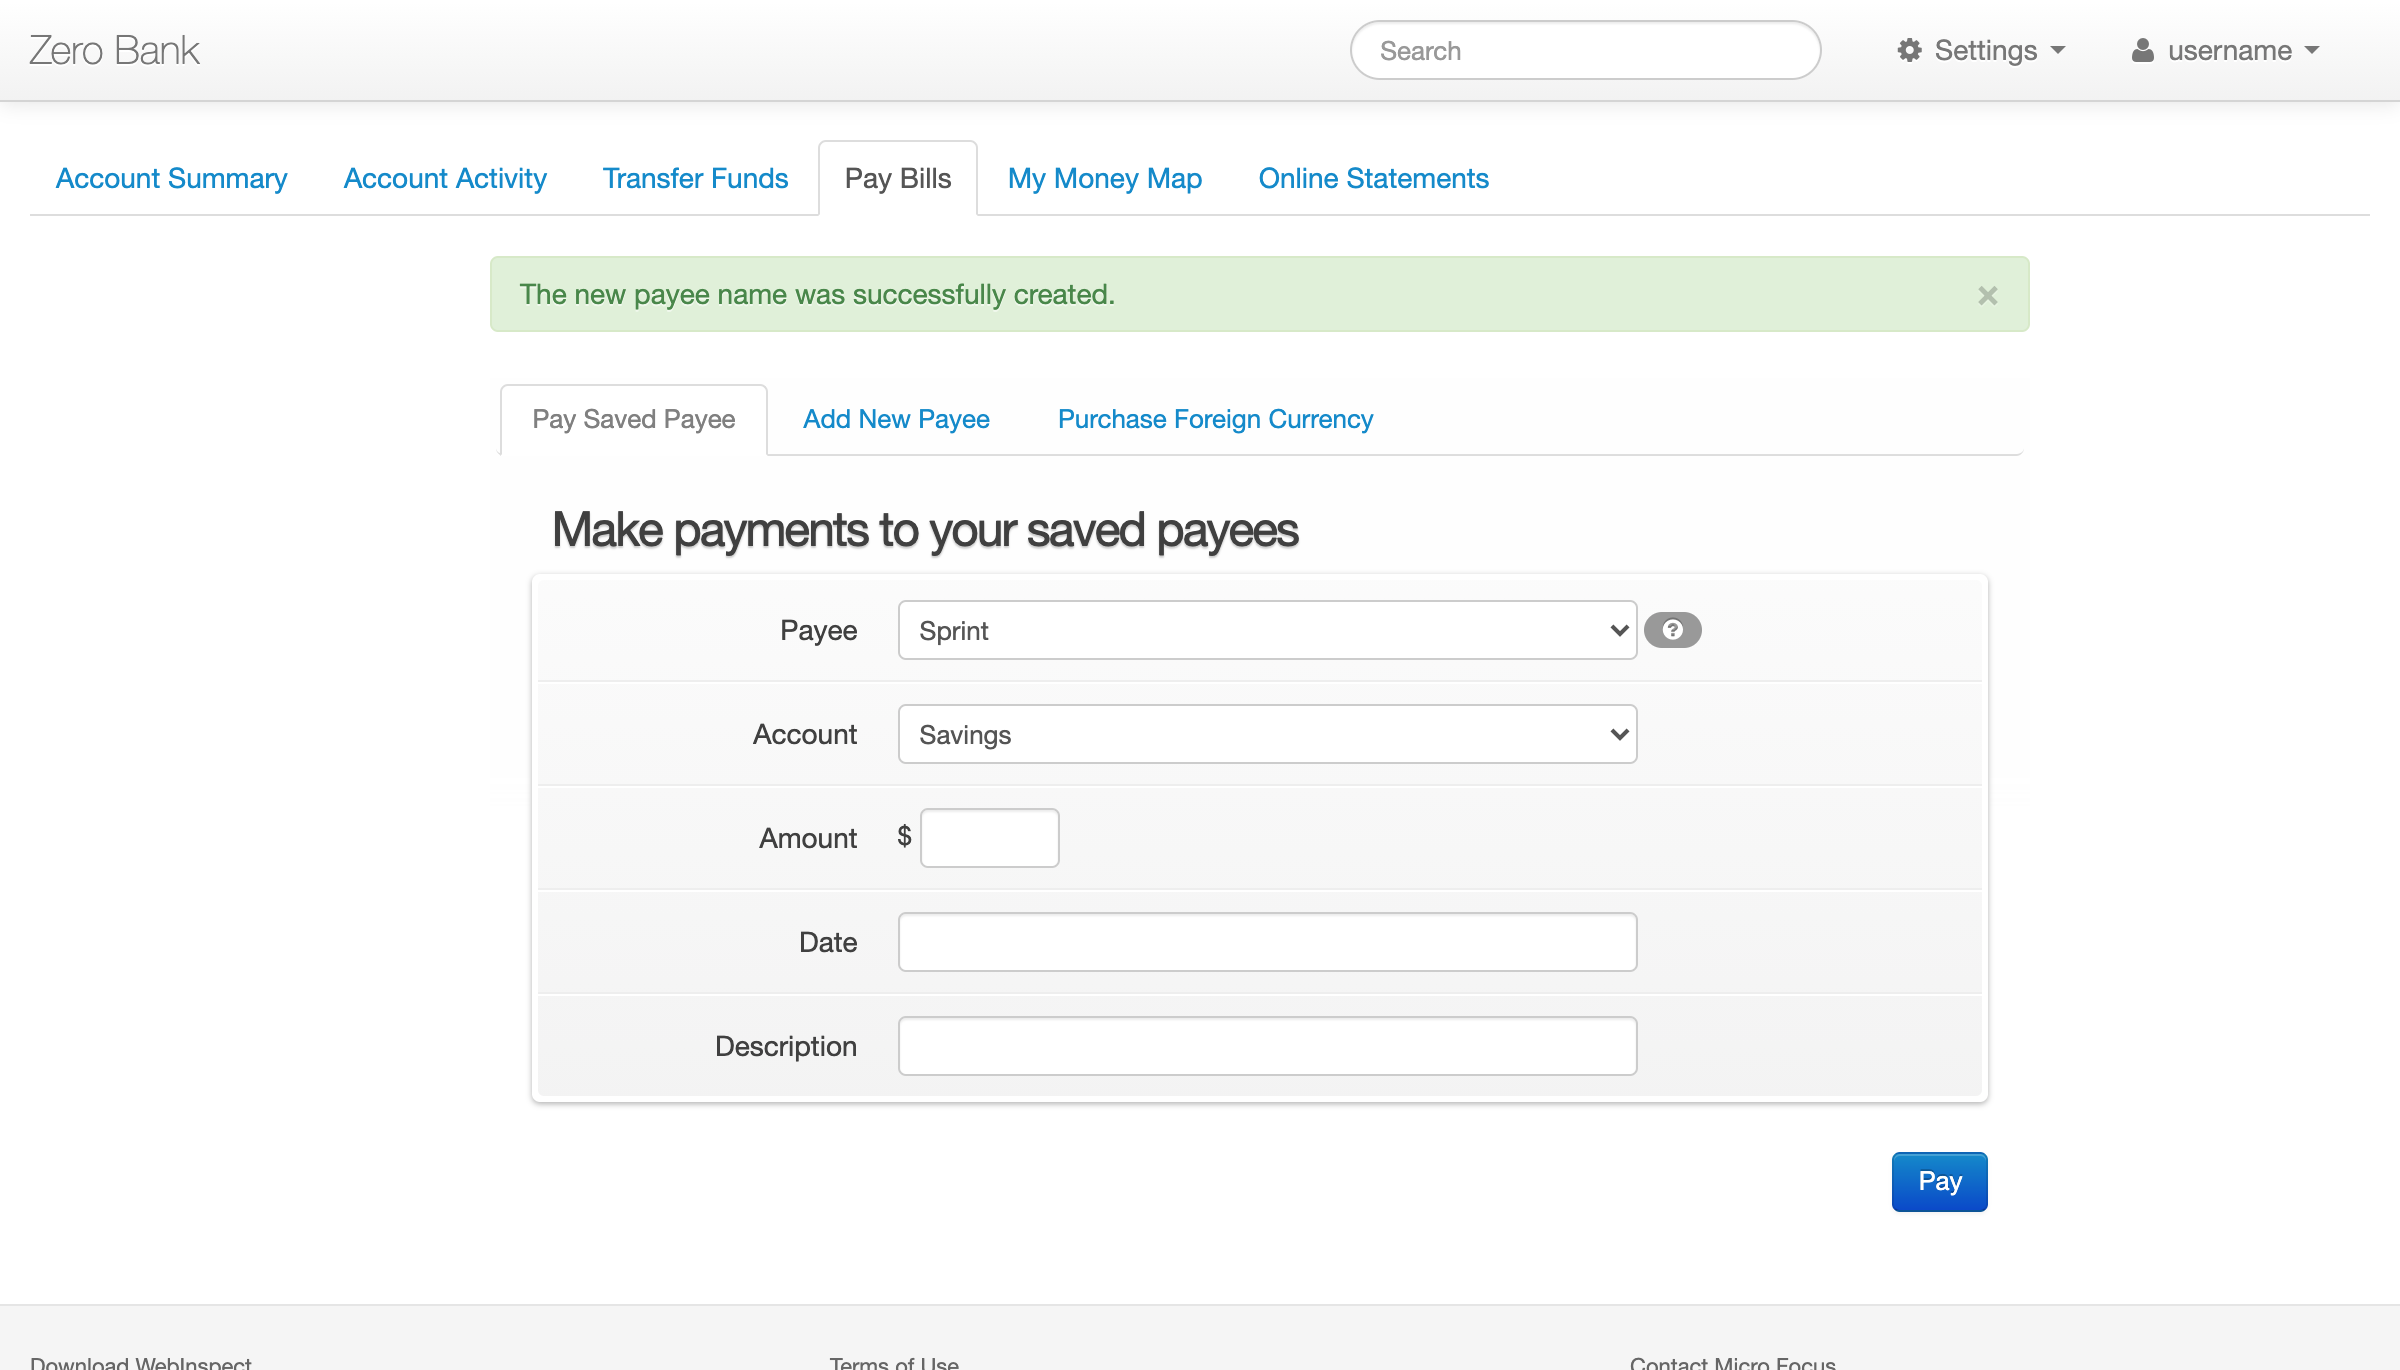 Zero Bank
Search
Settings
username
Account Summary
Account Activity
Transfer Funds
Pay Bills
My Money Map
Online Statements
The new payee name was successfully created.
×
Pay Saved Payee
Add New Payee
Purchase Foreign Currency
Make payments to your saved payees
Payee
Sprint
?
Account
Savings
Amount
$
Date
Description
Pay
Download WebInspect
Terms of Use
Contact Micro Focus